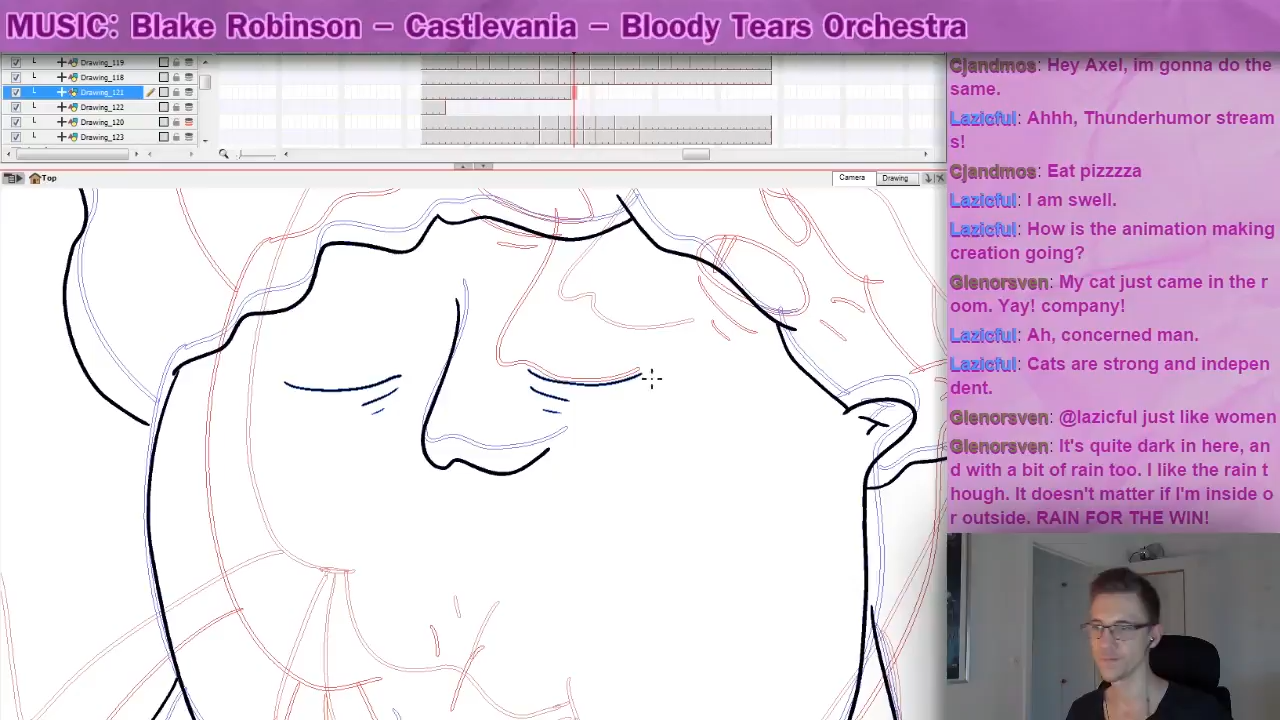 MUSIC: Blake Robinson – Castlevania – Bloody Tears Orchestra
Drawing_119
Drawing_118
Drawing_121
Drawing_122
Drawing_120
Drawing_123
Top
Camera
Drawing
Cjandmos: Hey Axel, im gonna do the
same.
Lazicful: Ahhh, Thunderhumor stream
s!
Cjandmos: Eat pizzzza
Lazicful: I am swell.
Lazicful: How is the animation making
creation going?
Glenorsven: My cat just came in the r
oom. Yay! company!
Lazicful: Ah, concerned man.
Lazicful: Cats are strong and indepen
dent.
Glenorsven: @lazicful just like women
Glenorsven: It's quite dark in here, an
d with a bit of rain too. I like the rain t
hough. It doesn't matter if I'm inside o
r outside. RAIN FOR THE WIN!